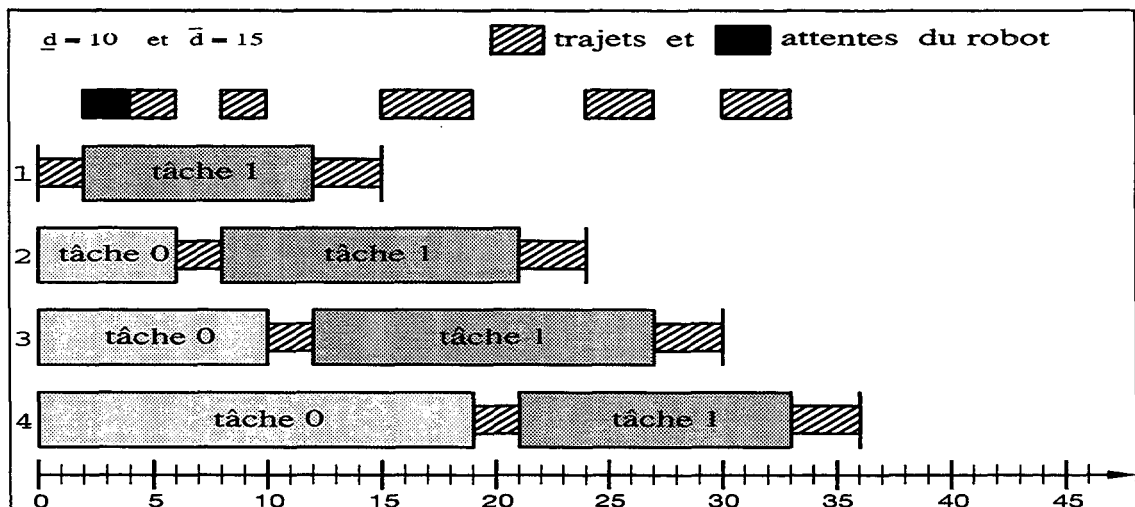 d = 10 et d̄ = 15
trajets et attentes du robot
1 tâche 1
2 tâche 0 tâche 1
3 tâche 0 tâche 1
4 tâche 0 tâche 1
0 5 10 15 20 25 30 35 40 45